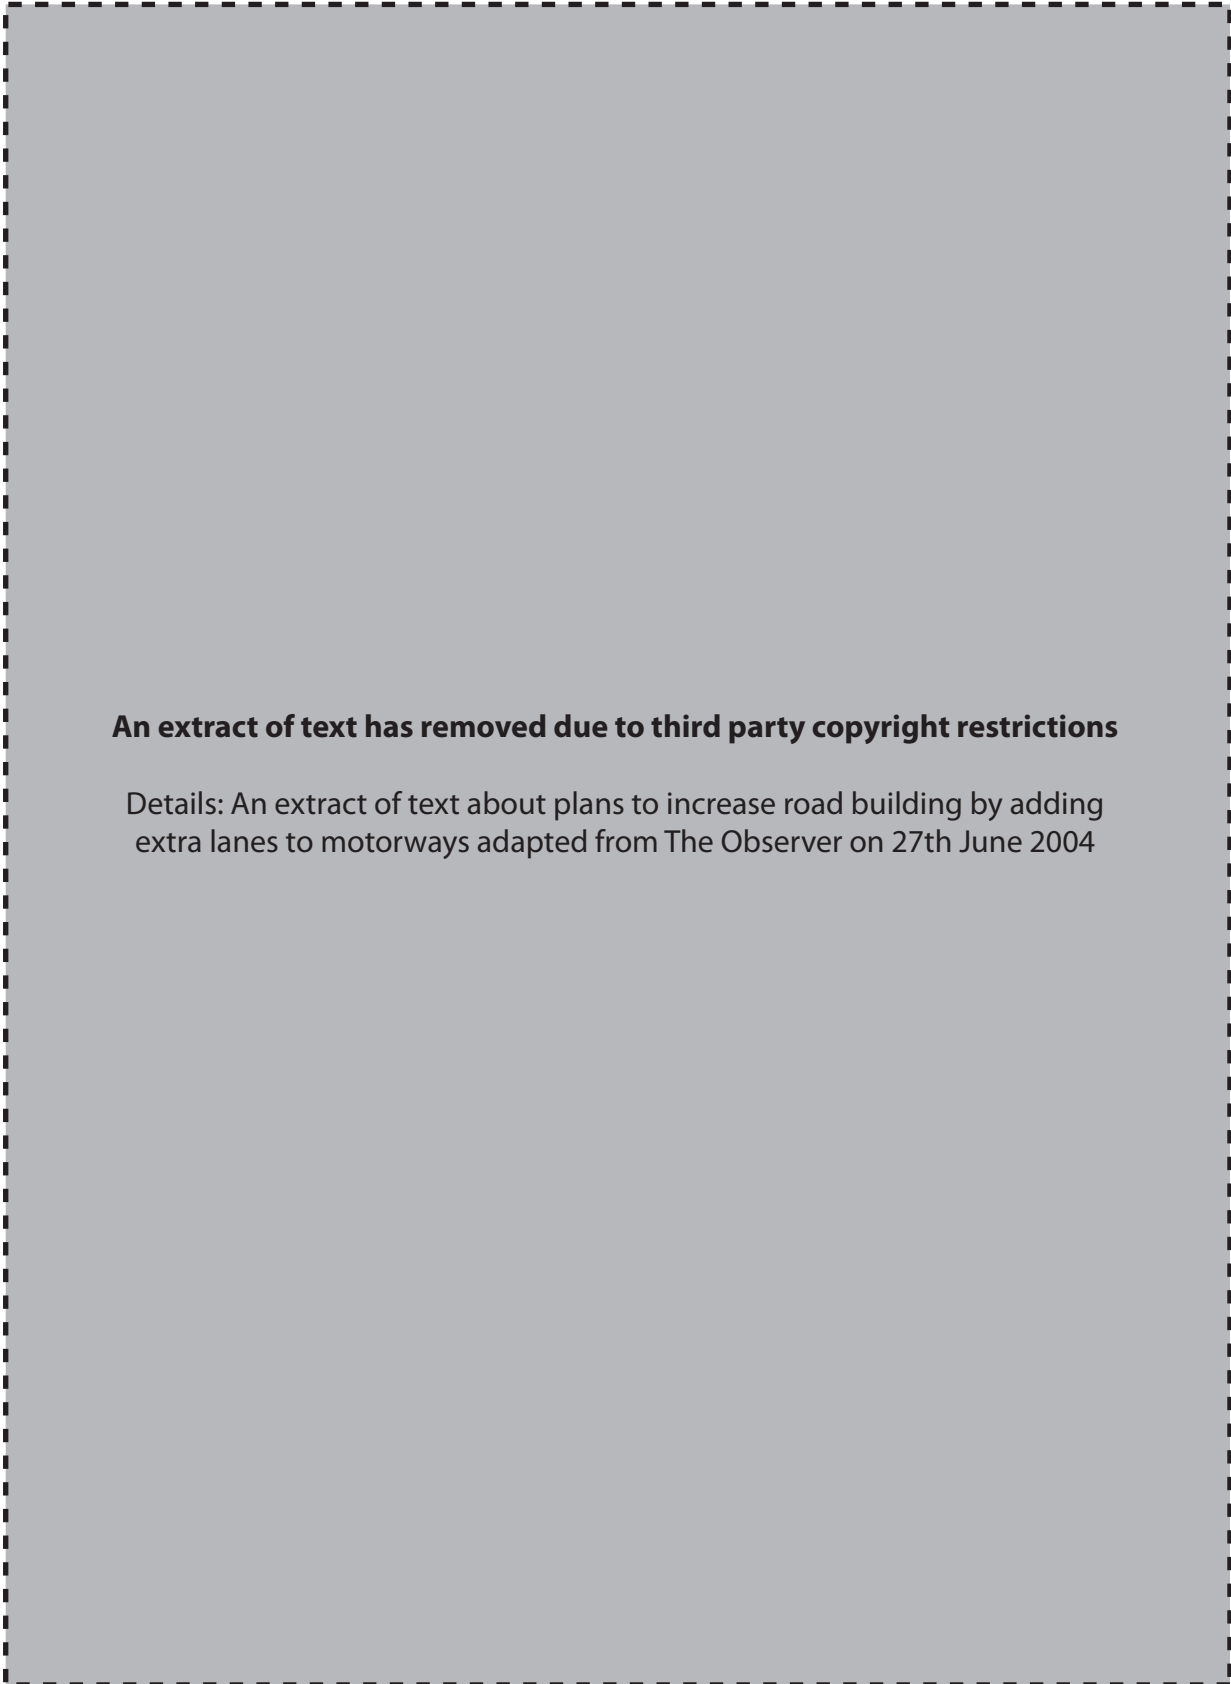 An extract of text has removed due to third party copyright restrictions
Details: An extract of text about plans to increase road building by adding
extra lanes to motorways adapted from The Observer on 27th June 2004